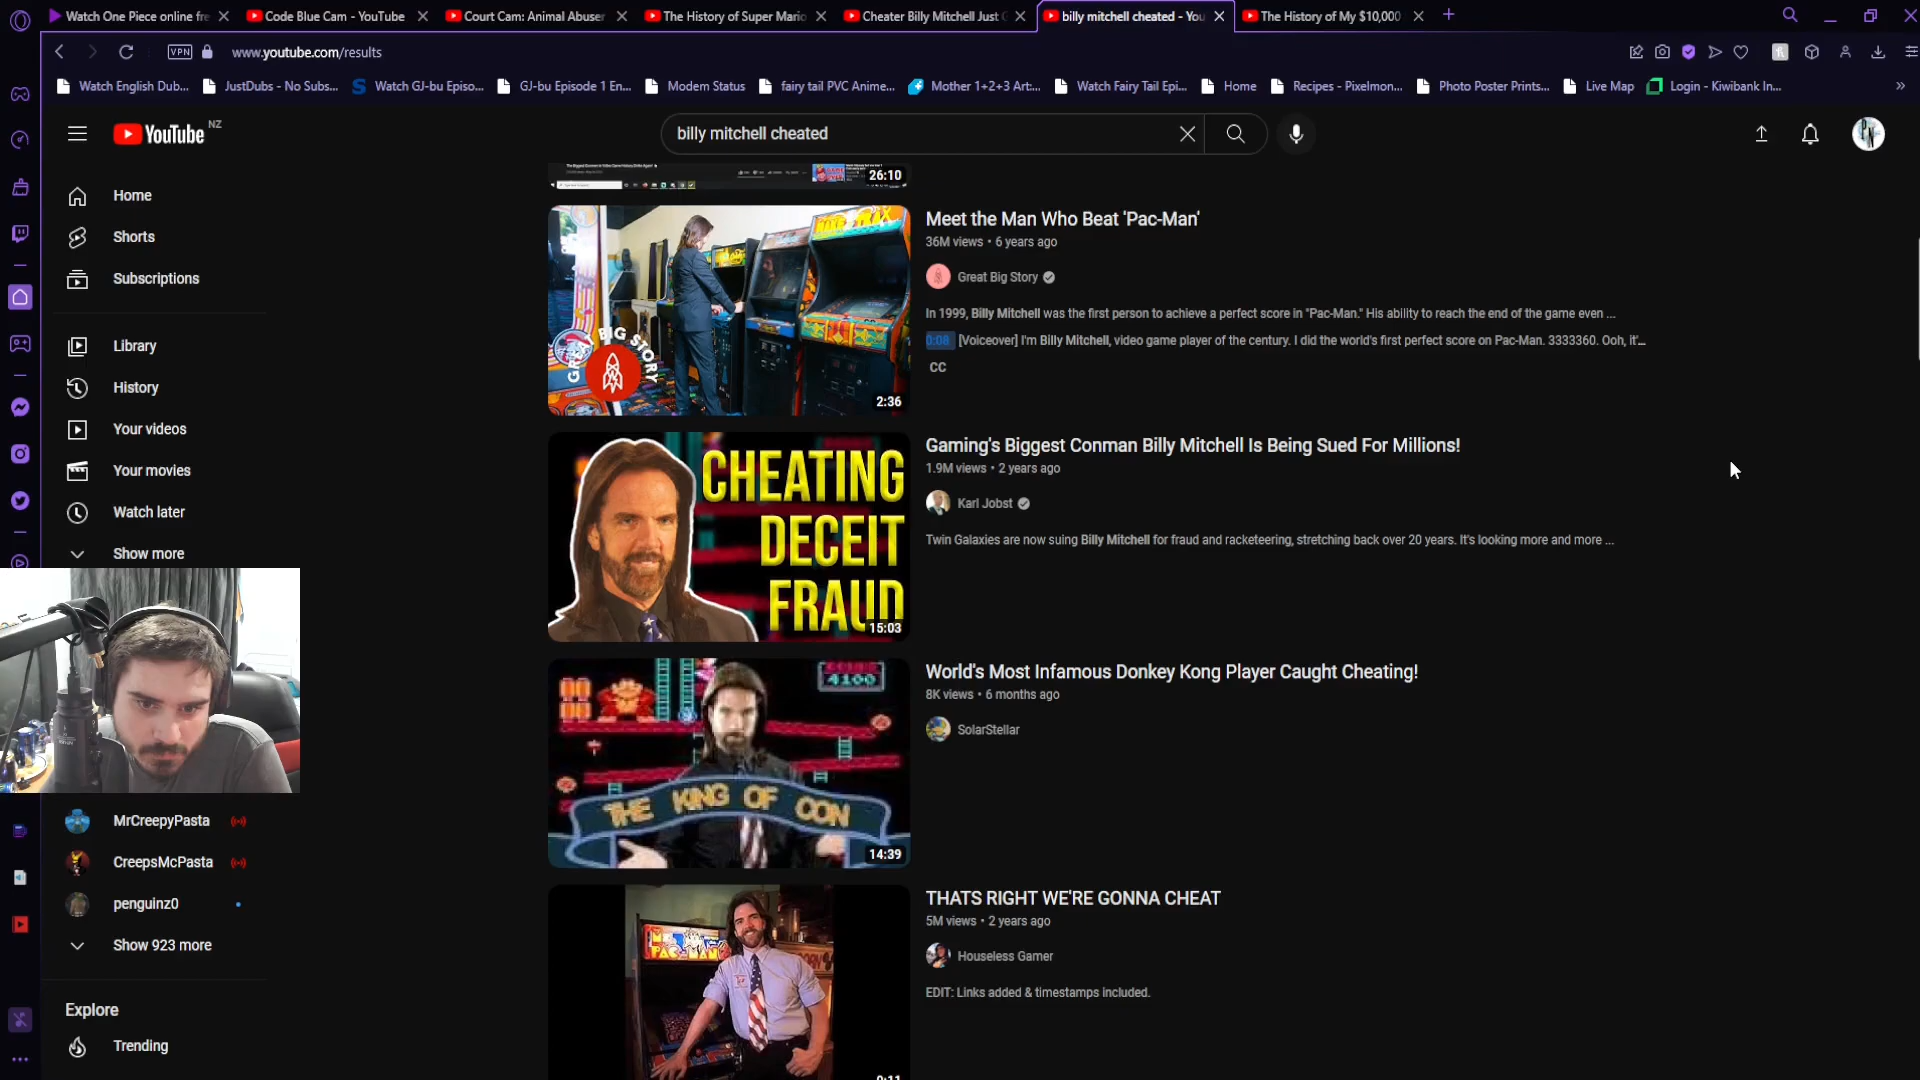 Watch One Piece online fre
Code Blue Cam - YouTube
Court Cam: Animal Abuser
The History of Super Mario
Cheater Billy Mitchell Just
billy mitchell cheated - You
The History of My $10,000
VPN
www.youtube.com/results
Watch English Dub...
JustDubs - No Subs...
Watch GJ-bu Episo...
GJ-bu Episode 1 En...
Modem Status
fairy tail PVC Anime...
Mother 1+2+3 Art:...
Watch Fairy Tail Epi...
Home
Recipes - Pixelmon...
Photo Poster Prints...
Live Map
Login - Kiwibank In...
YouTube NZ
billy mitchell cheated
Home
Shorts
Subscriptions
Library
History
Your videos
Your movies
Watch later
Show more
MrCreepyPasta
CreepsMcPasta
penguinz0
Show 923 more
Explore
Trending
26:10
GREAT BIG STORY
2:36
Meet the Man Who Beat 'Pac-Man'
36M views • 6 years ago
Great Big Story
In 1999, Billy Mitchell was the first person to achieve a perfect score in "Pac-Man." His ability to reach the end of the game even ...
0:08 [Voiceover] I'm Billy Mitchell, video game player of the century. I did the world's first perfect score on Pac-Man. 3333360. Ooh, it'...
CC
CHEATING
DECEIT
FRAUD
15:03
Gaming's Biggest Conman Billy Mitchell Is Being Sued For Millions!
1.9M views • 2 years ago
Karl Jobst
Twin Galaxies are now suing Billy Mitchell for fraud and racketeering, stretching back over 20 years. It's looking more and more ...
4100
THE KING OF CON
14:39
World's Most Infamous Donkey Kong Player Caught Cheating!
8K views • 6 months ago
SolarStellar
THATS RIGHT WE'RE GONNA CHEAT
5M views • 2 years ago
Houseless Gamer
EDIT: Links added & timestamps included.
0:11